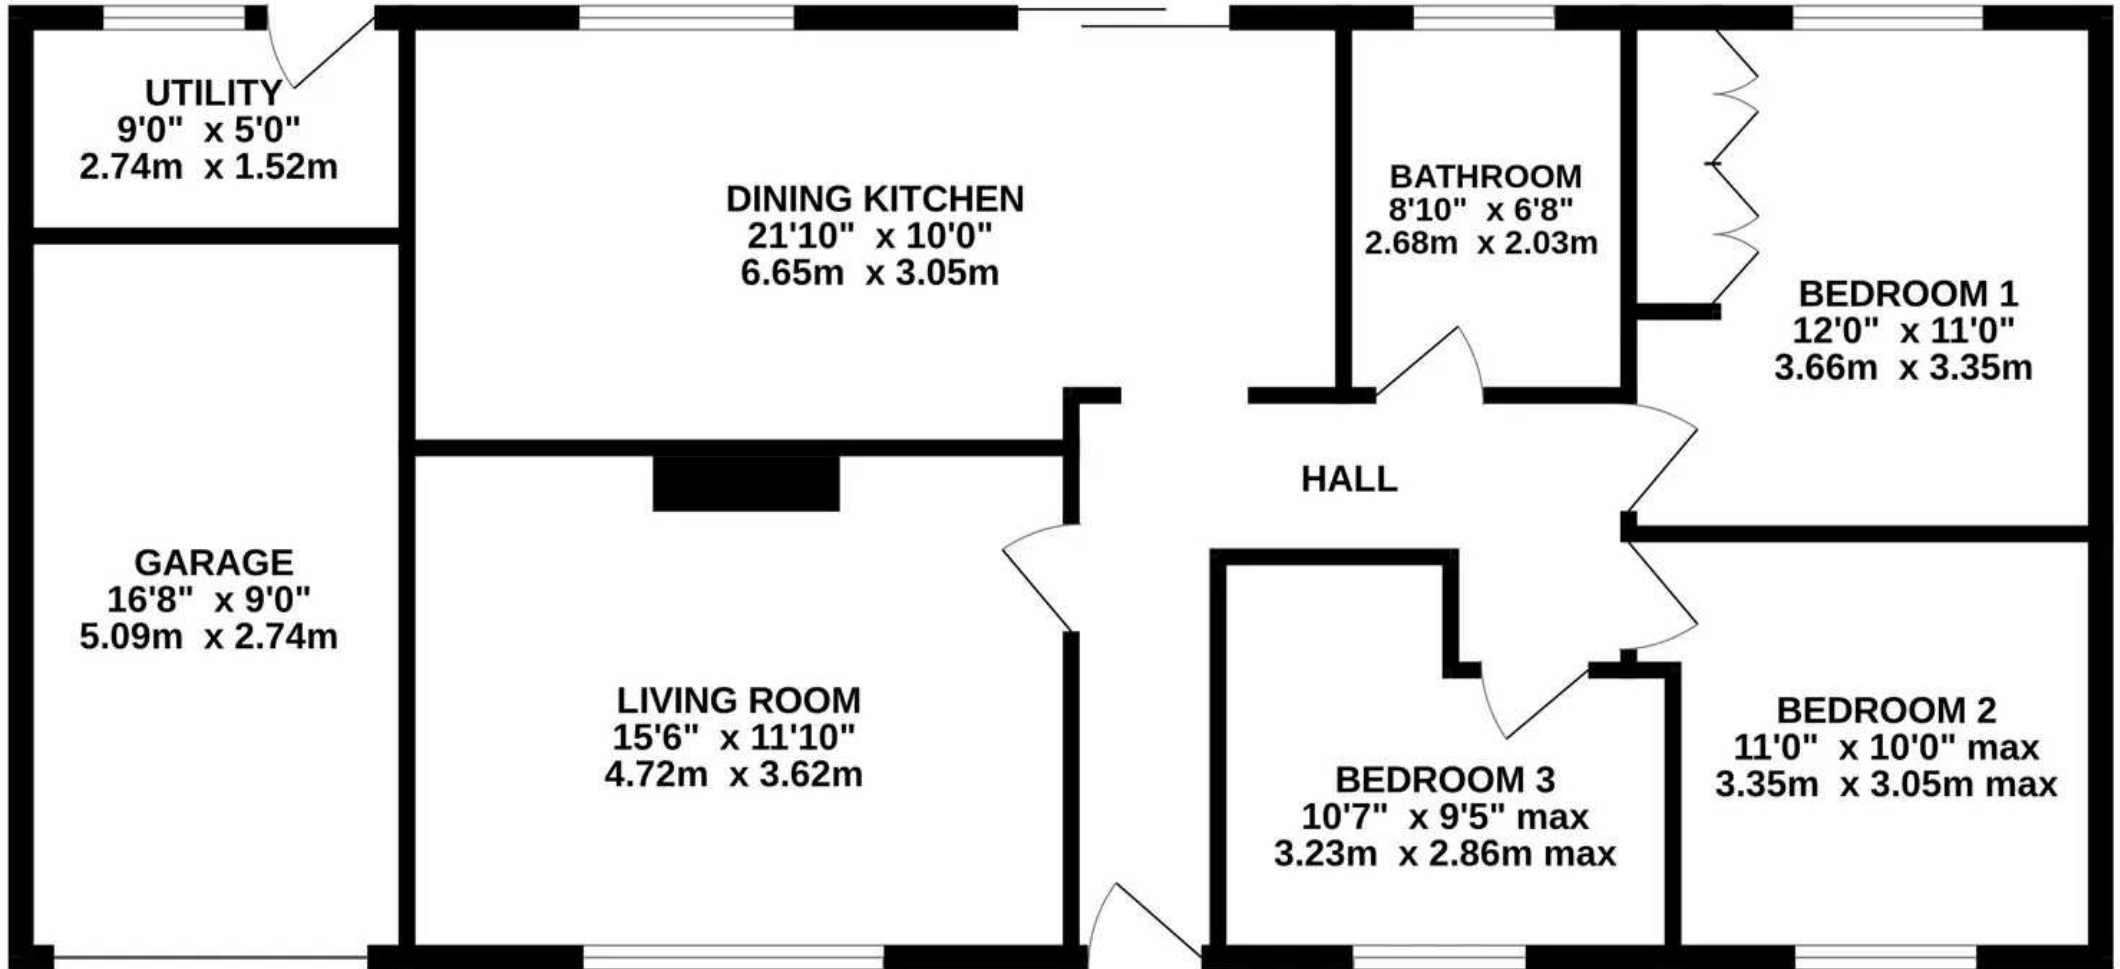 UTILITY
9'0" x 5'0"
2.74m x 1.52m
DINING KITCHEN
21'10" x 10'0"
6.65m x 3.05m
BATHROOM
8'10" x 6'8"
2.68m x 2.03m
BEDROOM 1
12'0" x 11'0"
3.66m x 3.35m
HALL
GARAGE
16'8" x 9'0"
5.09m x 2.74m
LIVING ROOM
15'6" x 11'10"
4.72m x 3.62m
BEDROOM 3
10'7" x 9'5" max
3.23m x 2.86m max
BEDROOM 2
11'0" x 10'0" max
3.35m x 3.05m max